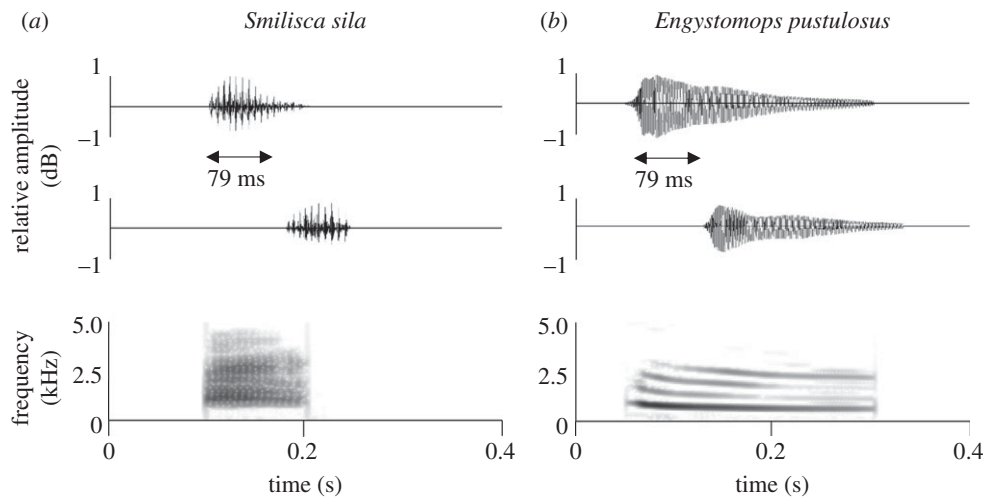 (a) Smilisca sila
(b) Engystomops pustulosus
relative amplitude
(dB)
1
−1
79 ms
1
−1
1
−1
79 ms
1
−1
frequency
(kHz)
5.0
2.5
0
0 0.2 0.4
time (s)
5.0
2.5
0
0 0.2 0.4
time (s)